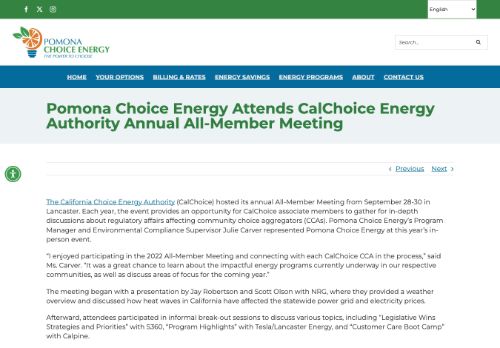 English
POMONA
CHOICE ENERGY
THE POWER TO CHOOSE
Search...
HOME YOUR OPTIONS BILLING & RATES ENERGY SAVINGS ENERGY PROGRAMS ABOUT CONTACT US
Pomona Choice Energy Attends CalChoice Energy
Authority Annual All-Member Meeting
Previous Next
The California Choice Energy Authority (CalChoice) hosted its annual All-Member Meeting from September 28-30 in
Lancaster. Each year, the event provides an opportunity for CalChoice associate members to gather for in-depth
discussions about regulatory affairs affecting community choice aggregators (CCAs). Pomona Choice Energy's Program
Manager and Environmental Compliance Supervisor Julie Carver represented Pomona Choice Energy at this year's in-
person event.
"I enjoyed participating in the 2022 All-Member Meeting and connecting with each CalChoice CCA in the process," said
Ms. Carver. "It was a great chance to learn about the impactful energy programs currently underway in our respective
communities, as well as discuss areas of focus for the coming year."
The meeting began with a presentation by Jay Robertson and Scott Olson with NRG, where they provided a weather
overview and discussed how heat waves in California have affected the statewide power grid and electricity prices.
Afterward, attendees participated in informal break-out sessions to discuss various topics, including "Legislative Wins
Strategies and Priorities" with S360, "Program Highlights" with Tesla/Lancaster Energy, and "Customer Care Boot Camp"
with Calpine.